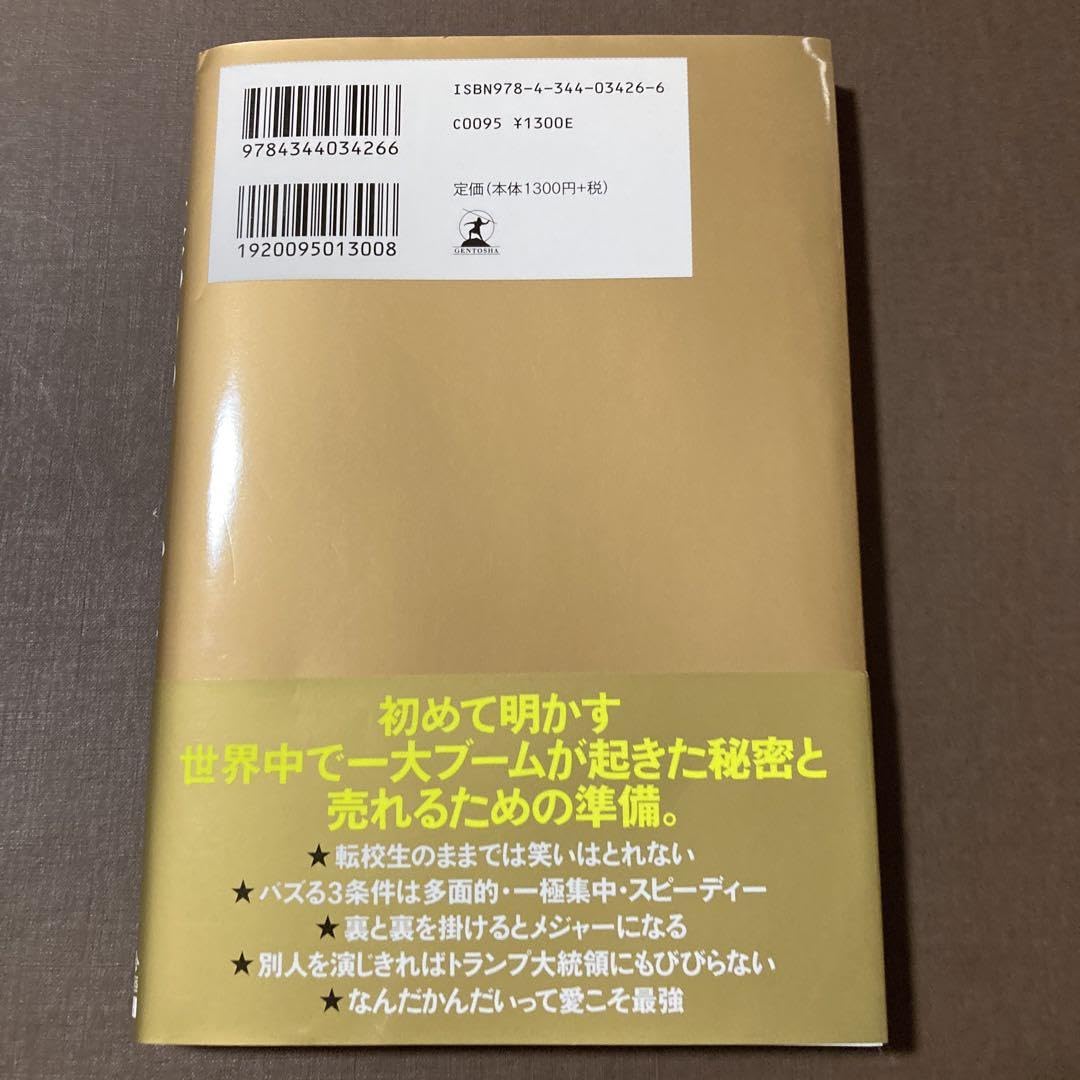 ISBN978-4-344-03426-6
C0095 ¥1300E
9784344034266
定価(本体1300円+税)
1920095013008
GENTOSHA
初めて明かす
世界中で一大ブームが起きた秘密と
売れるための準備。
★転校生のままでは笑いはとれない
★バズる3条件は多面的・一極集中・スピーディー
★裏と裏を掛けるとメジャーになる
★別人を演じきればトランプ大統領にもびびらない
★なんだかんだいって愛こそ最強